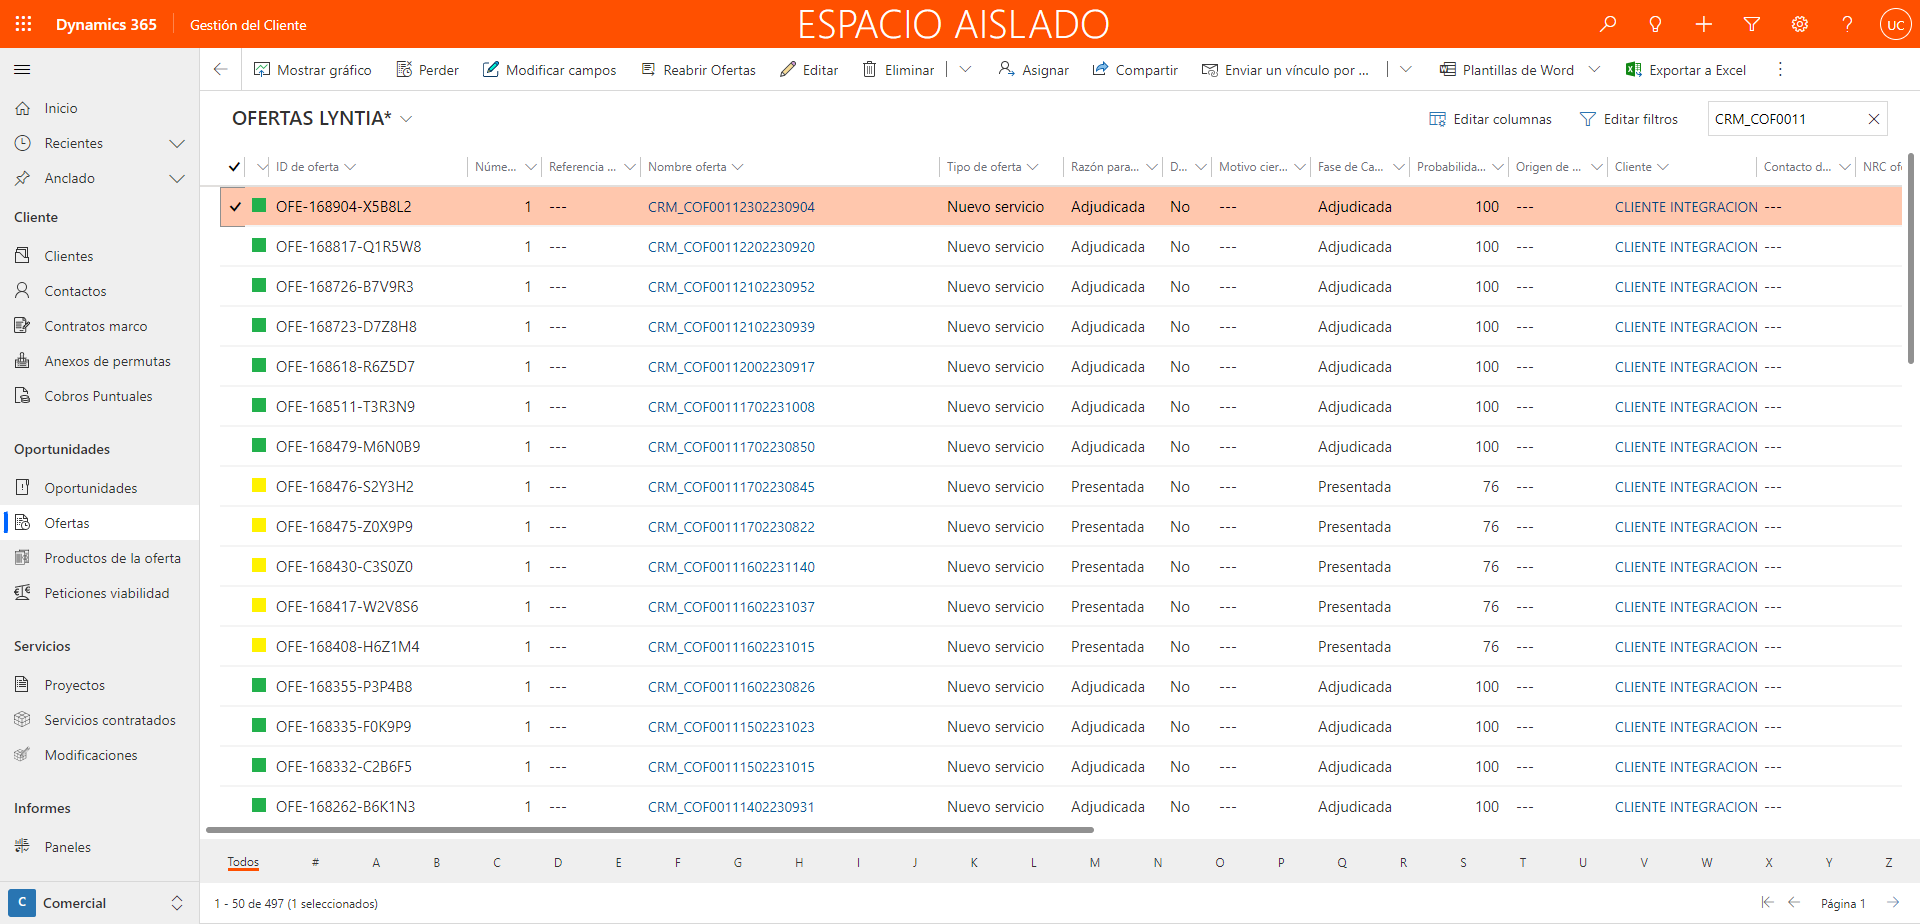 Dynamics 365 Gestión del Cliente ESPACIO AISLADO UC
Mostrar gráfico Perder Modificar campos Reabrir Ofertas Editar Eliminar Asignar Compartir Enviar un vínculo por ... Plantillas de Word Exportar a Excel
Inicio
Recientes
Anclado
Cliente
Clientes
Contactos
Contratos marco
Anexos de permutas
Cobros Puntuales
Oportunidades
Oportunidades
Ofertas
Productos de la oferta
Peticiones viabilidad
Servicios
Proyectos
Servicios contratados
Modificaciones
Informes
Paneles
C Comercial
OFERTAS LYNTIA* Editar columnas Editar filtros CRM_COF0011
ID de oferta Núme... Referencia ... Nombre oferta Tipo de oferta Razón para... D... Motivo cier... Fase de Ca... Probabilida... Origen de ... Cliente Contacto d... NRC of
OFE-168904-X5B8L2 1 --- CRM_COF00112302230904 Nuevo servicio Adjudicada No --- Adjudicada 100 --- CLIENTE INTEGRACION ---
OFE-168817-Q1R5W8 1 --- CRM_COF00112202230920 Nuevo servicio Adjudicada No --- Adjudicada 100 --- CLIENTE INTEGRACION ---
OFE-168726-B7V9R3 1 --- CRM_COF00112102230952 Nuevo servicio Adjudicada No --- Adjudicada 100 --- CLIENTE INTEGRACION ---
OFE-168723-D7Z8H8 1 --- CRM_COF00112102230939 Nuevo servicio Adjudicada No --- Adjudicada 100 --- CLIENTE INTEGRACION ---
OFE-168618-R6Z5D7 1 --- CRM_COF00112002230917 Nuevo servicio Adjudicada No --- Adjudicada 100 --- CLIENTE INTEGRACION ---
OFE-168511-T3R3N9 1 --- CRM_COF00111702231008 Nuevo servicio Adjudicada No --- Adjudicada 100 --- CLIENTE INTEGRACION ---
OFE-168479-M6N0B9 1 --- CRM_COF00111702230850 Nuevo servicio Adjudicada No --- Adjudicada 100 --- CLIENTE INTEGRACION ---
OFE-168476-S2Y3H2 1 --- CRM_COF00111702230845 Nuevo servicio Presentada No --- Presentada 76 --- CLIENTE INTEGRACION ---
OFE-168475-Z0X9P9 1 --- CRM_COF00111702230822 Nuevo servicio Presentada No --- Presentada 76 --- CLIENTE INTEGRACION ---
OFE-168430-C3S0Z0 1 --- CRM_COF00111602231140 Nuevo servicio Presentada No --- Presentada 76 --- CLIENTE INTEGRACION ---
OFE-168417-W2V8S6 1 --- CRM_COF00111602231037 Nuevo servicio Presentada No --- Presentada 76 --- CLIENTE INTEGRACION ---
OFE-168408-H6Z1M4 1 --- CRM_COF00111602231015 Nuevo servicio Presentada No --- Presentada 76 --- CLIENTE INTEGRACION ---
OFE-168355-P3P4B8 1 --- CRM_COF00111602230826 Nuevo servicio Adjudicada No --- Adjudicada 100 --- CLIENTE INTEGRACION ---
OFE-168335-F0K9P9 1 --- CRM_COF00111502231023 Nuevo servicio Adjudicada No --- Adjudicada 100 --- CLIENTE INTEGRACION ---
OFE-168332-C2B6F5 1 --- CRM_COF00111502231015 Nuevo servicio Adjudicada No --- Adjudicada 100 --- CLIENTE INTEGRACION ---
OFE-168262-B6K1N3 1 --- CRM_COF00111402230931 Nuevo servicio Adjudicada No --- Adjudicada 100 --- CLIENTE INTEGRACION ---
Todos # A B C D E F G H I J K L M N O P Q R S T U V W X Y Z
1 - 50 de 497 (1 seleccionados) Página 1